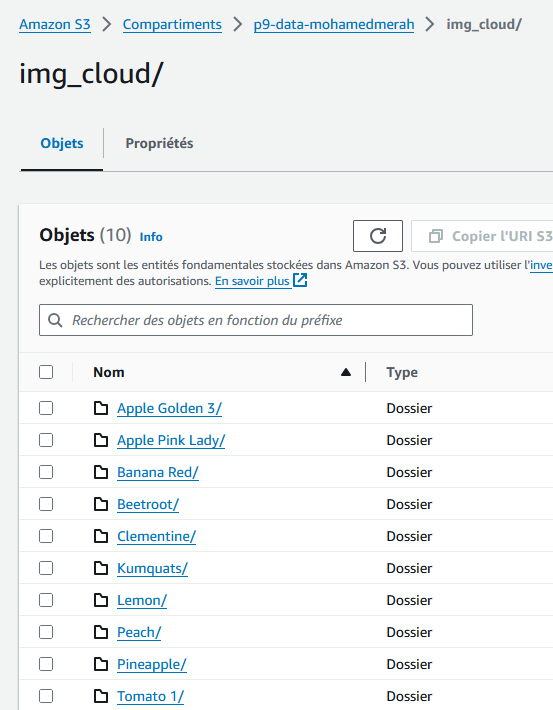 Amazon S3 > Compartiments > p9-data-mohamedmerah > img_cloud/
img_cloud/
Objets Propriétés
Objets (10) Info Copier l'URI S3
Les objets sont les entités fondamentales stockées dans Amazon S3. Vous pouvez utiliser l'inve
explicitement des autorisations. En savoir plus
Rechercher des objets en fonction du préfixe
Nom Type
Apple Golden 3/ Dossier
Apple Pink Lady/ Dossier
Banana Red/ Dossier
Beetroot/ Dossier
Clementine/ Dossier
Kumquats/ Dossier
Lemon/ Dossier
Peach/ Dossier
Pineapple/ Dossier
Tomato 1/ Dossier